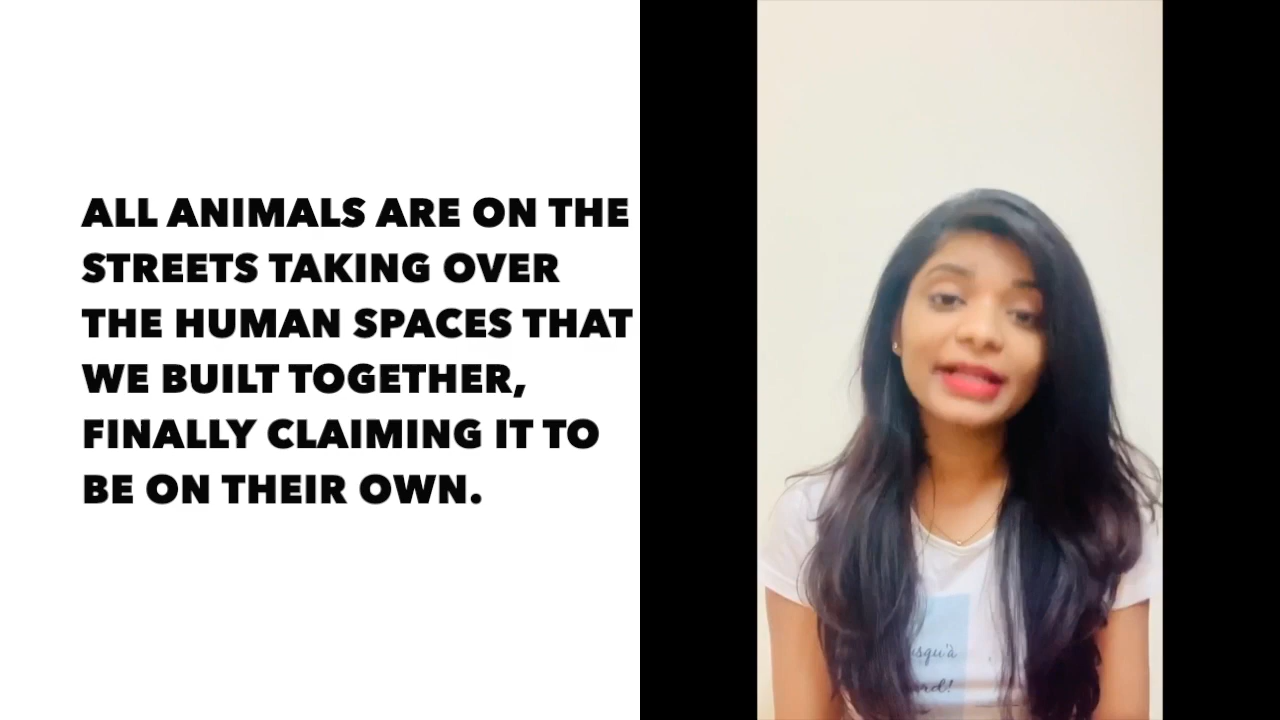 ALL ANIMALS ARE ON THE
STREETS TAKING OVER
THE HUMAN SPACES THAT
WE BUILT TOGETHER,
FINALLY CLAIMING IT TO
BE ON THEIR OWN.